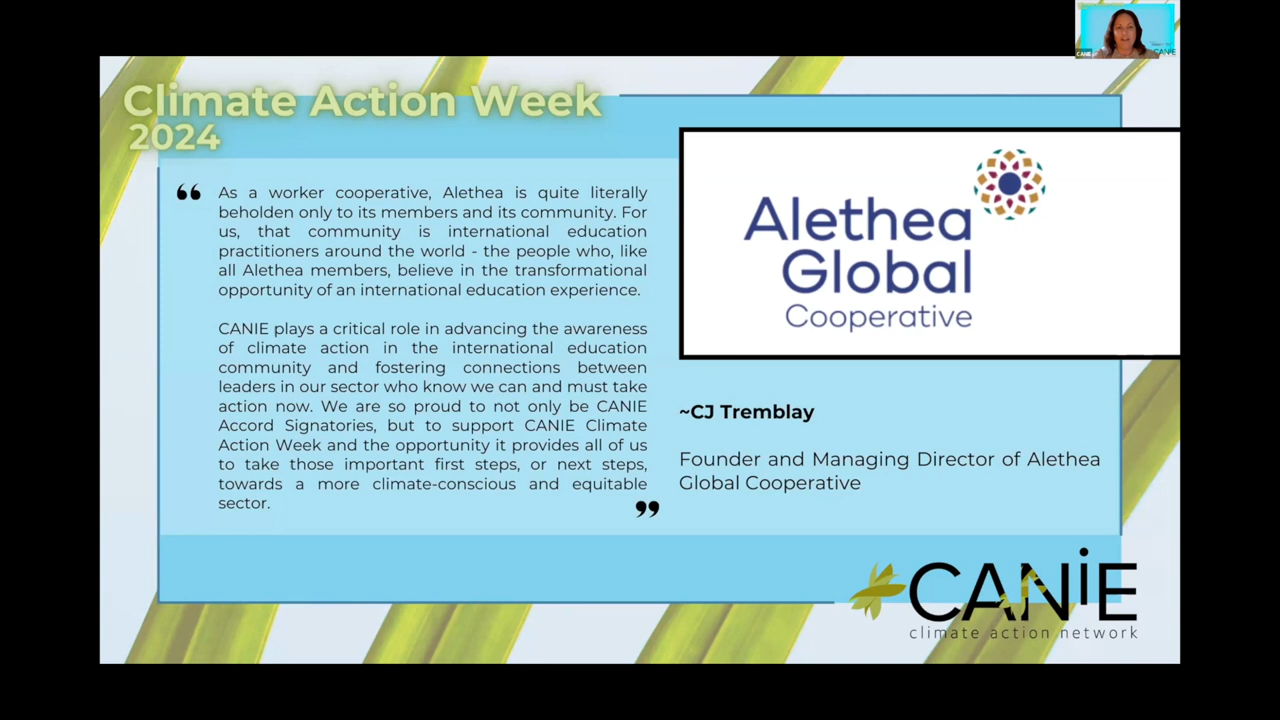 Climate Action Week
2024
“ As a worker cooperative, Alethea is quite literally
beholden only to its members and its community. For
us, that community is international education
practitioners around the world - the people who, like
all Alethea members, believe in the transformational
opportunity of an international education experience.
CANIE plays a critical role in advancing the awareness
of climate action in the international education
community and fostering connections between
leaders in our sector who know we can and must take
action now. We are so proud to not only be CANIE
Accord Signatories, but to support CANIE Climate
Action Week and the opportunity it provides all of us
to take those important first steps, or next steps,
towards a more climate-conscious and equitable
sector. ”
Alethea
Global
Cooperative
~CJ Tremblay
Founder and Managing Director of Alethea
Global Cooperative
CANiE
climate action network
CANIE
CANiE